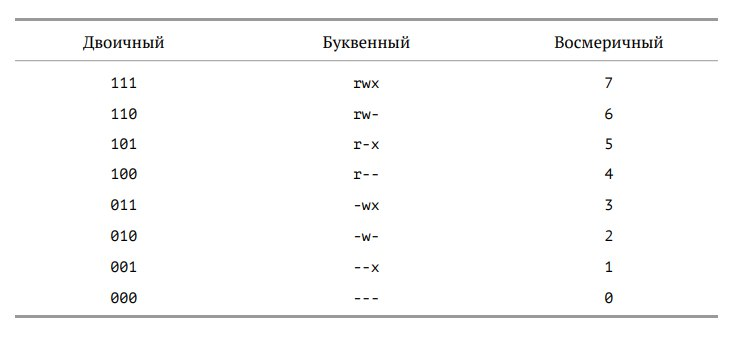 Двоичный Буквенный Восмеричный
111 rwx 7
110 rw- 6
101 r-x 5
100 r-- 4
011 -wx 3
010 -w- 2
001 --x 1
000 --- 0